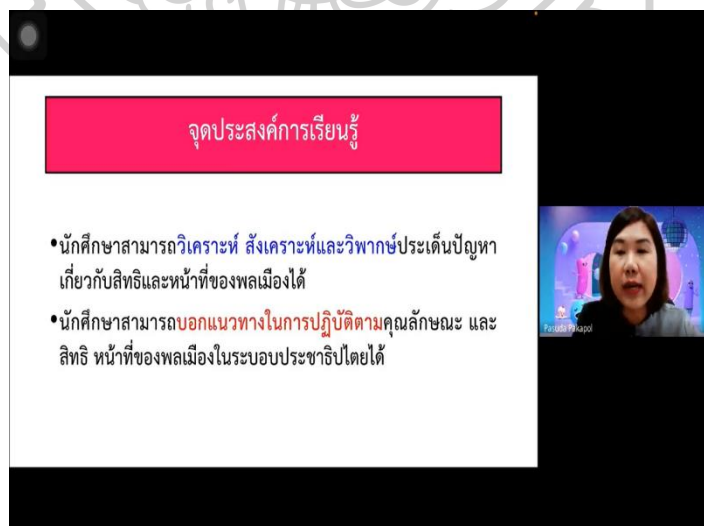 จุดประสงค์การเรียนรู้
•นักศึกษาสามารถวิเคราะห์ สังเคราะห์และวิพากษ์ประเด็นปัญหา
เกี่ยวกับสิทธิและหน้าที่ของพลเมืองได้
•นักศึกษาสามารถบอกแนวทางในการปฏิบัติตามคุณลักษณะ และ
สิทธิ หน้าที่ของพลเมืองในระบอบประชาธิปไตยได้
Pasuda Pakapol